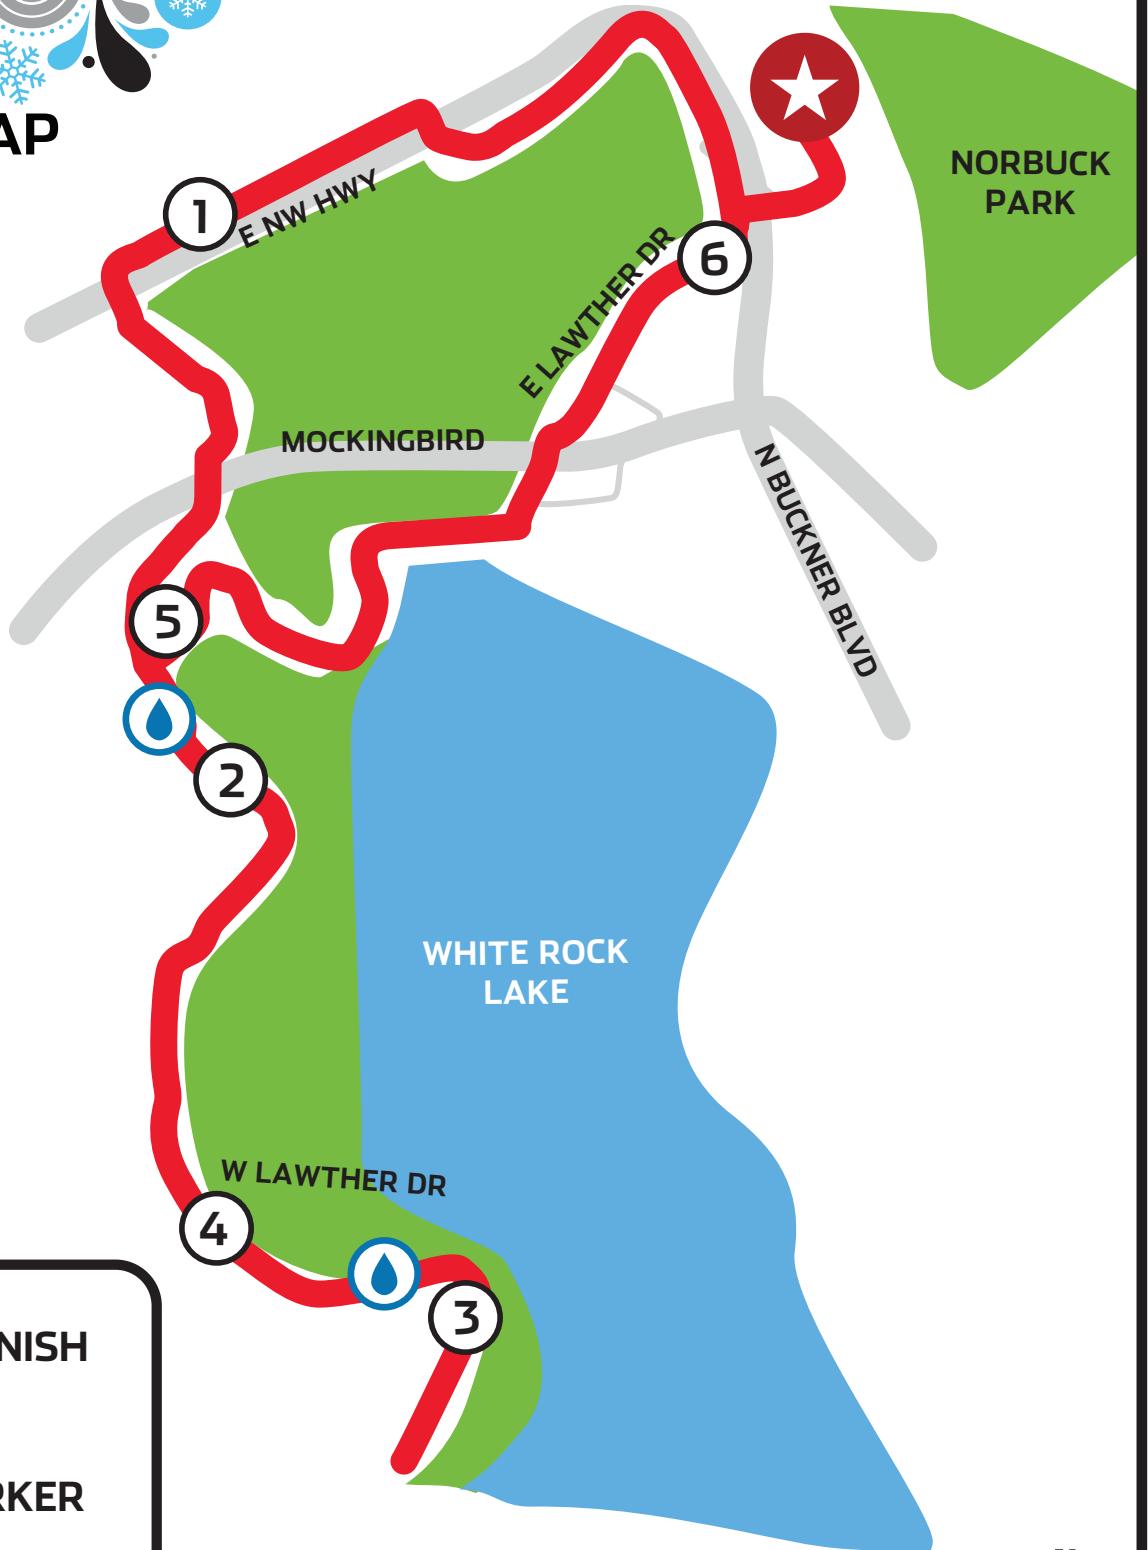 AP
NORBUCK
PARK
1
E NW HWY
6
E LAWTHER DR
MOCKINGBIRD
N BUCKNER BLVD
5
2
WHITE ROCK
LAKE
W LAWTHER DR
4
3
NISH
RKER